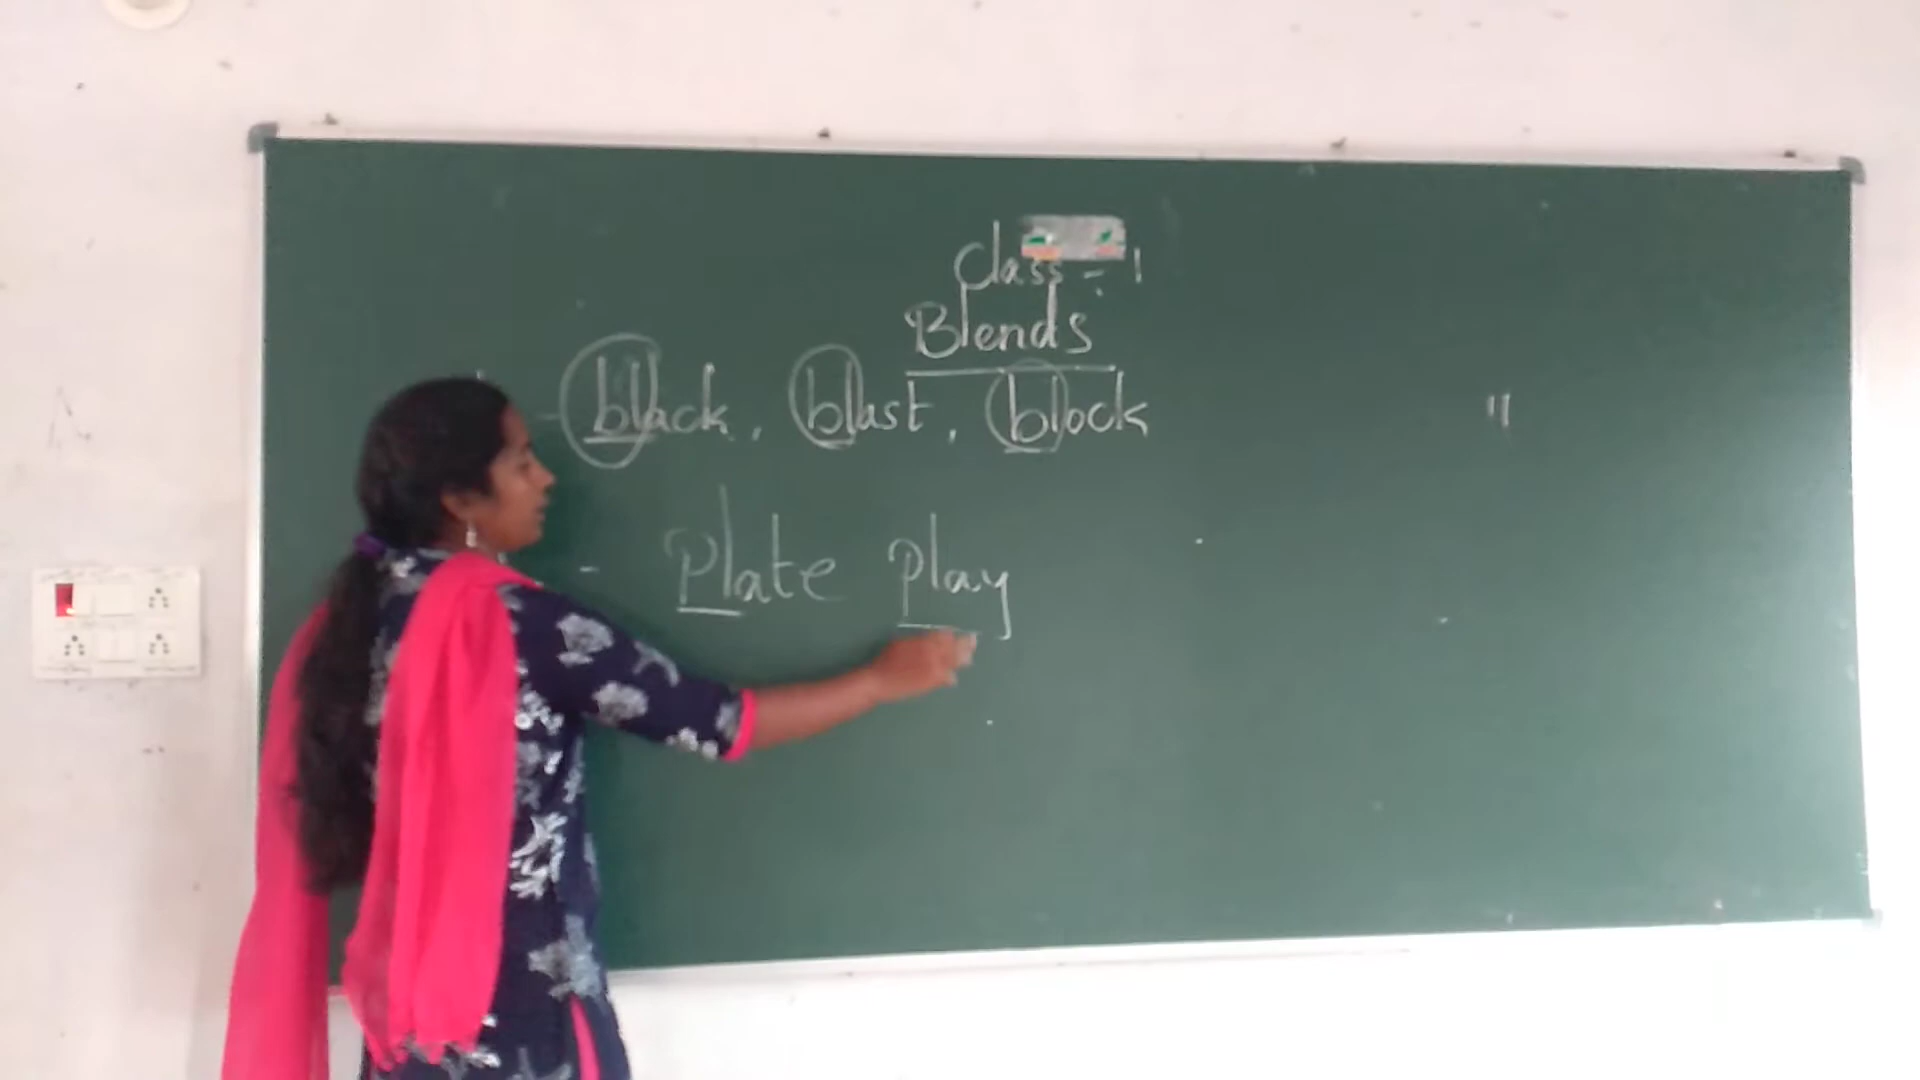 Class - 1
Blends
- black, blast, block
- Plate Play